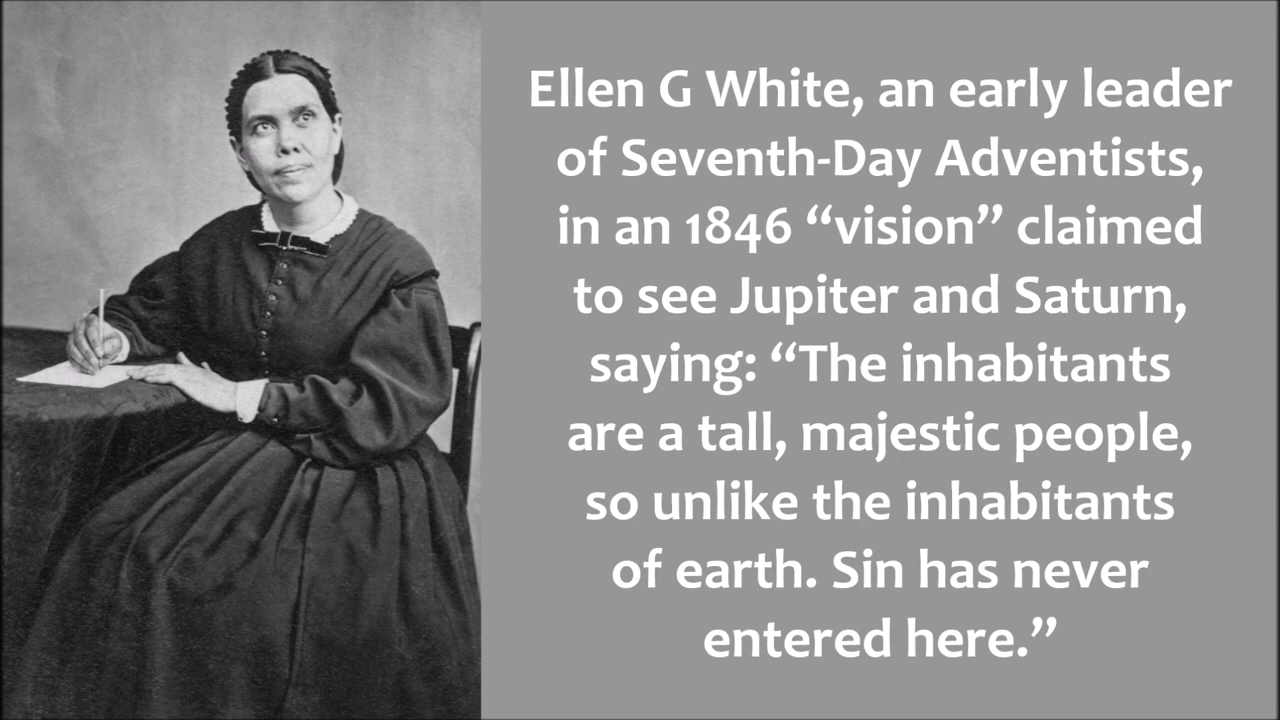 Ellen G White, an early leader
of Seventh-Day Adventists,
in an 1846 “vision” claimed
to see Jupiter and Saturn,
saying: “The inhabitants
are a tall, majestic people,
so unlike the inhabitants
of earth. Sin has never
entered here.”